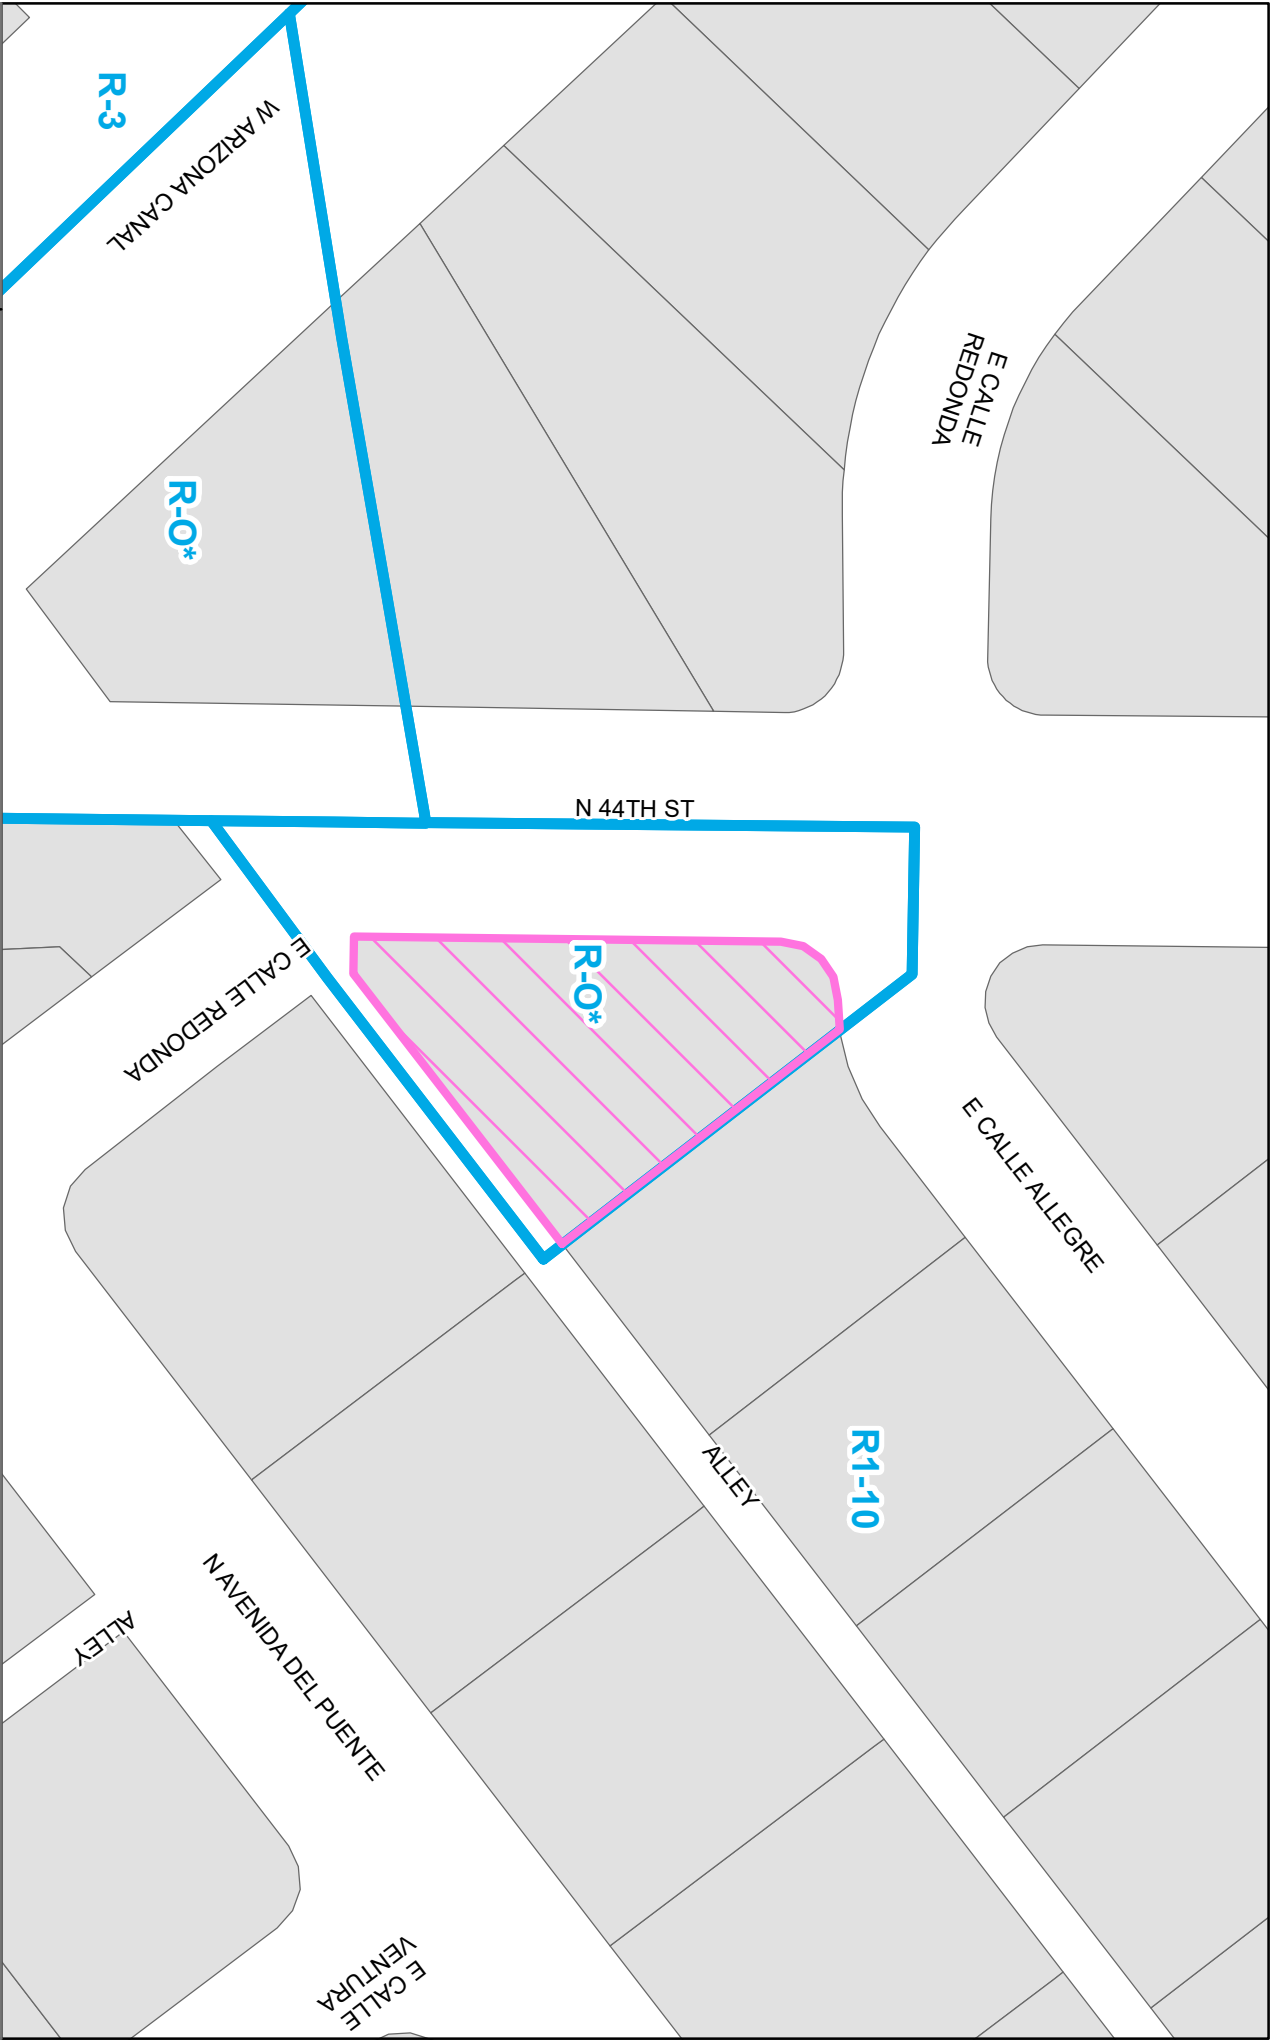 R-3
W ARIZONA CANAL
E CALLE
REDONDA
R-O*
N 44TH ST
R-O*
E CALLE REDONDA
E CALLE ALLEGRE
R1-10
ALLEY
N AVENIDA DEL PUENTE
ALLEY
E CALLE
VENTURA